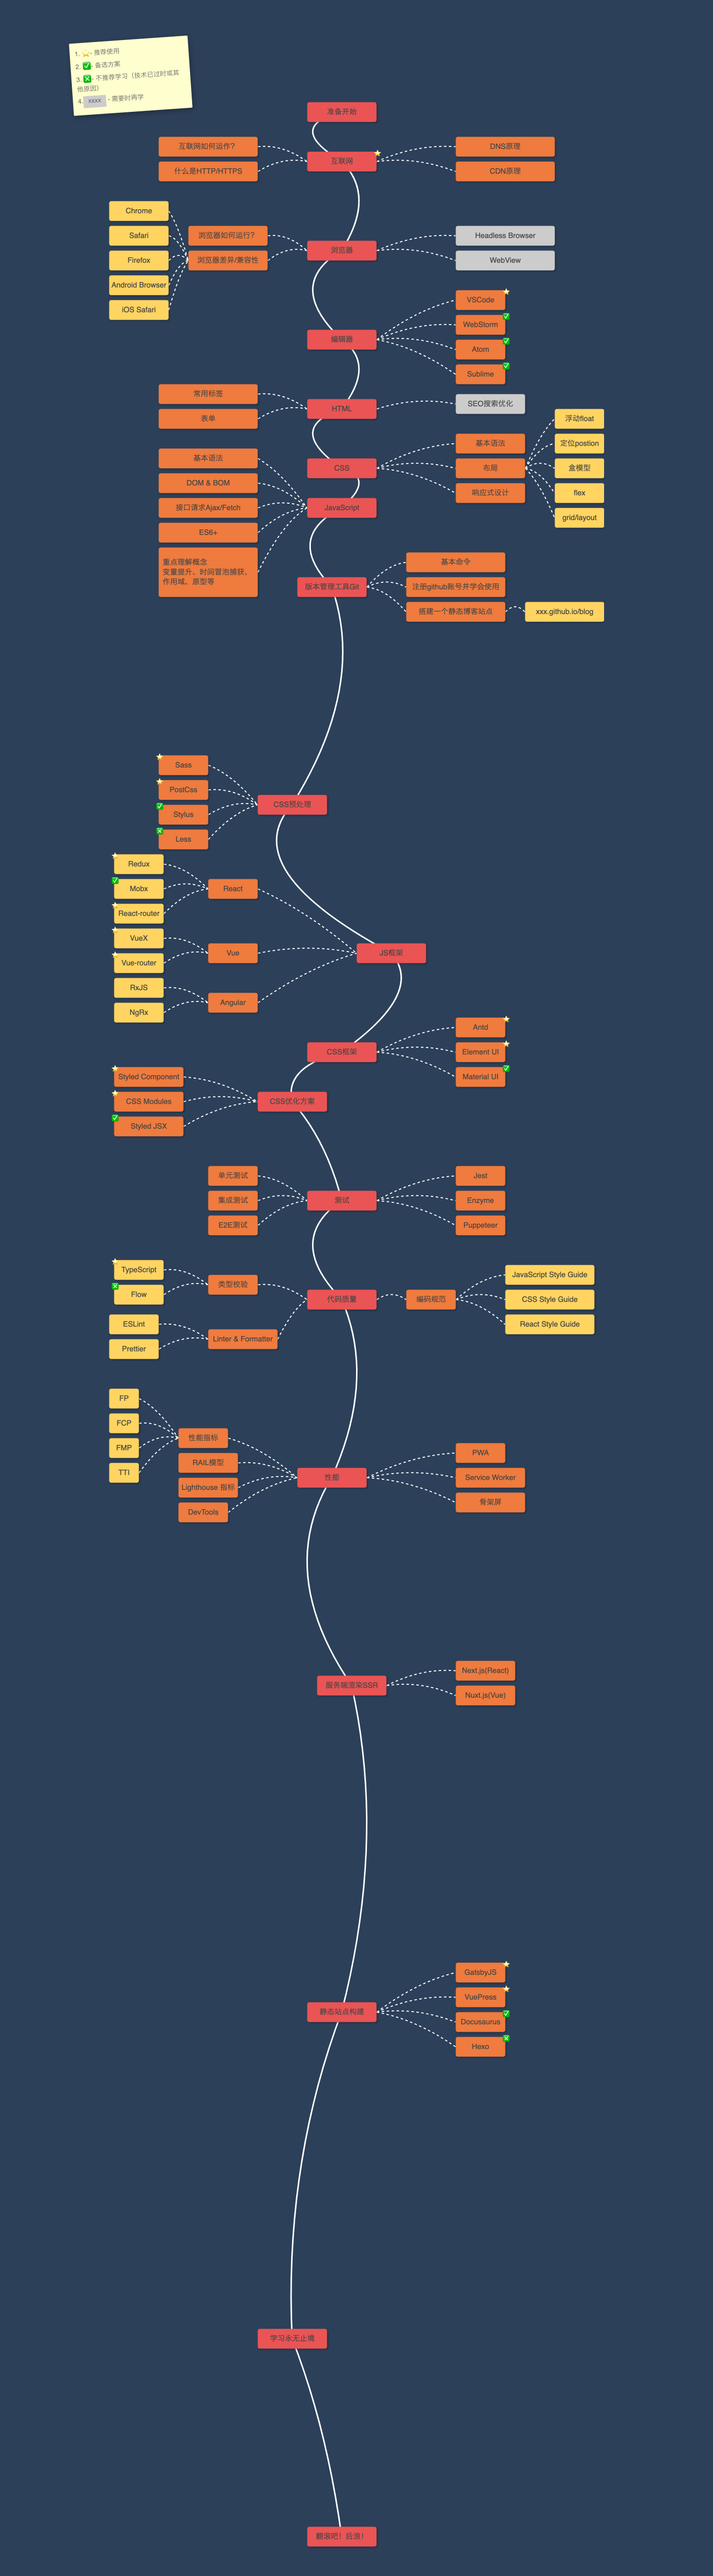 1. ⭐- 推荐使用
2. ✅- 备选方案
3. ❎- 不推荐学习（技术已过时或其
他原因）
4. xxxx - 需要时再学
准备开始
互联网如何运作?
什么是HTTP/HTTPS
互联网
DNS原理
CDN原理
Chrome
Safari
Firefox
Android Browser
iOS Safari
浏览器如何运行?
浏览器差异/兼容性
浏览器
Headless Browser
WebView
编辑器
VSCode
WebStorm
Atom
Sublime
常用标签
表单
HTML
SEO搜索优化
CSS
基本语法
布局
响应式设计
浮动float
定位postion
盒模型
flex
grid/layout
基本语法
DOM & BOM
接口请求Ajax/Fetch
ES6+
重点理解概念
变量提升、时间冒泡捕获、
作用域、原型等
JavaScript
版本管理工具Git
基本命令
注册github账号并学会使用
搭建一个静态博客站点
xxx.github.io/blog
Sass
PostCss
Stylus
Less
CSS预处理
Redux
Mobx
React-router
React
VueX
Vue-router
Vue
RxJS
NgRx
Angular
JS框架
CSS框架
Antd
Element UI
Material UI
Styled Component
CSS Modules
Styled JSX
CSS优化方案
单元测试
集成测试
E2E测试
测试
Jest
Enzyme
Puppeteer
TypeScript
Flow
类型校验
ESLint
Prettier
Linter & Formatter
代码质量
编码规范
JavaScript Style Guide
CSS Style Guide
React Style Guide
FP
FCP
FMP
TTI
性能指标
RAIL模型
Lighthouse 指标
DevTools
性能
PWA
Service Worker
骨架屏
服务端渲染SSR
Next.js(React)
Nuxt.js(Vue)
静态站点构建
GatsbyJS
VuePress
Docusaurus
Hexo
学习永无止境
翻滚吧！后浪！